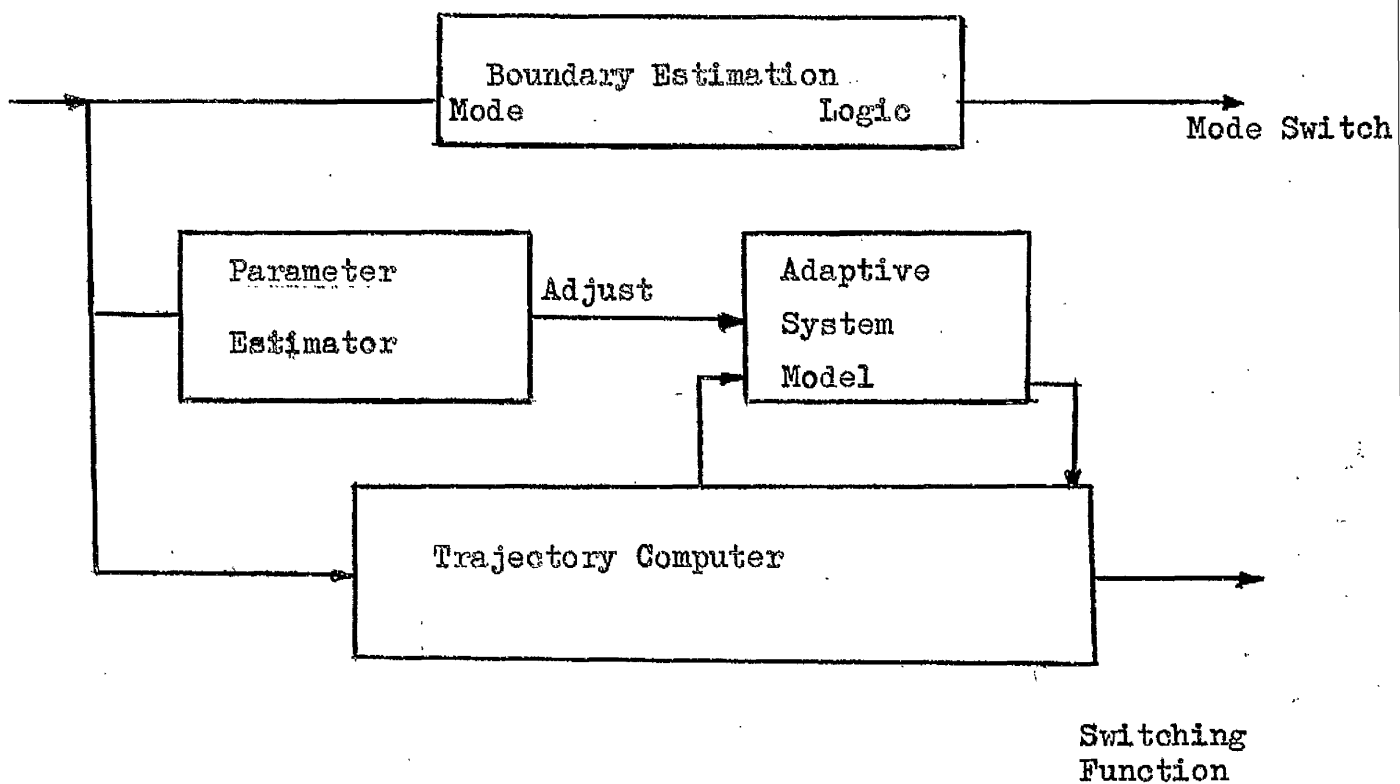 Boundary Estimation
Mode Logic
Mode Switch
Parameter
Estimator
Adjust
Adaptive
System
Model
Trajectory Computer
Switching
Function